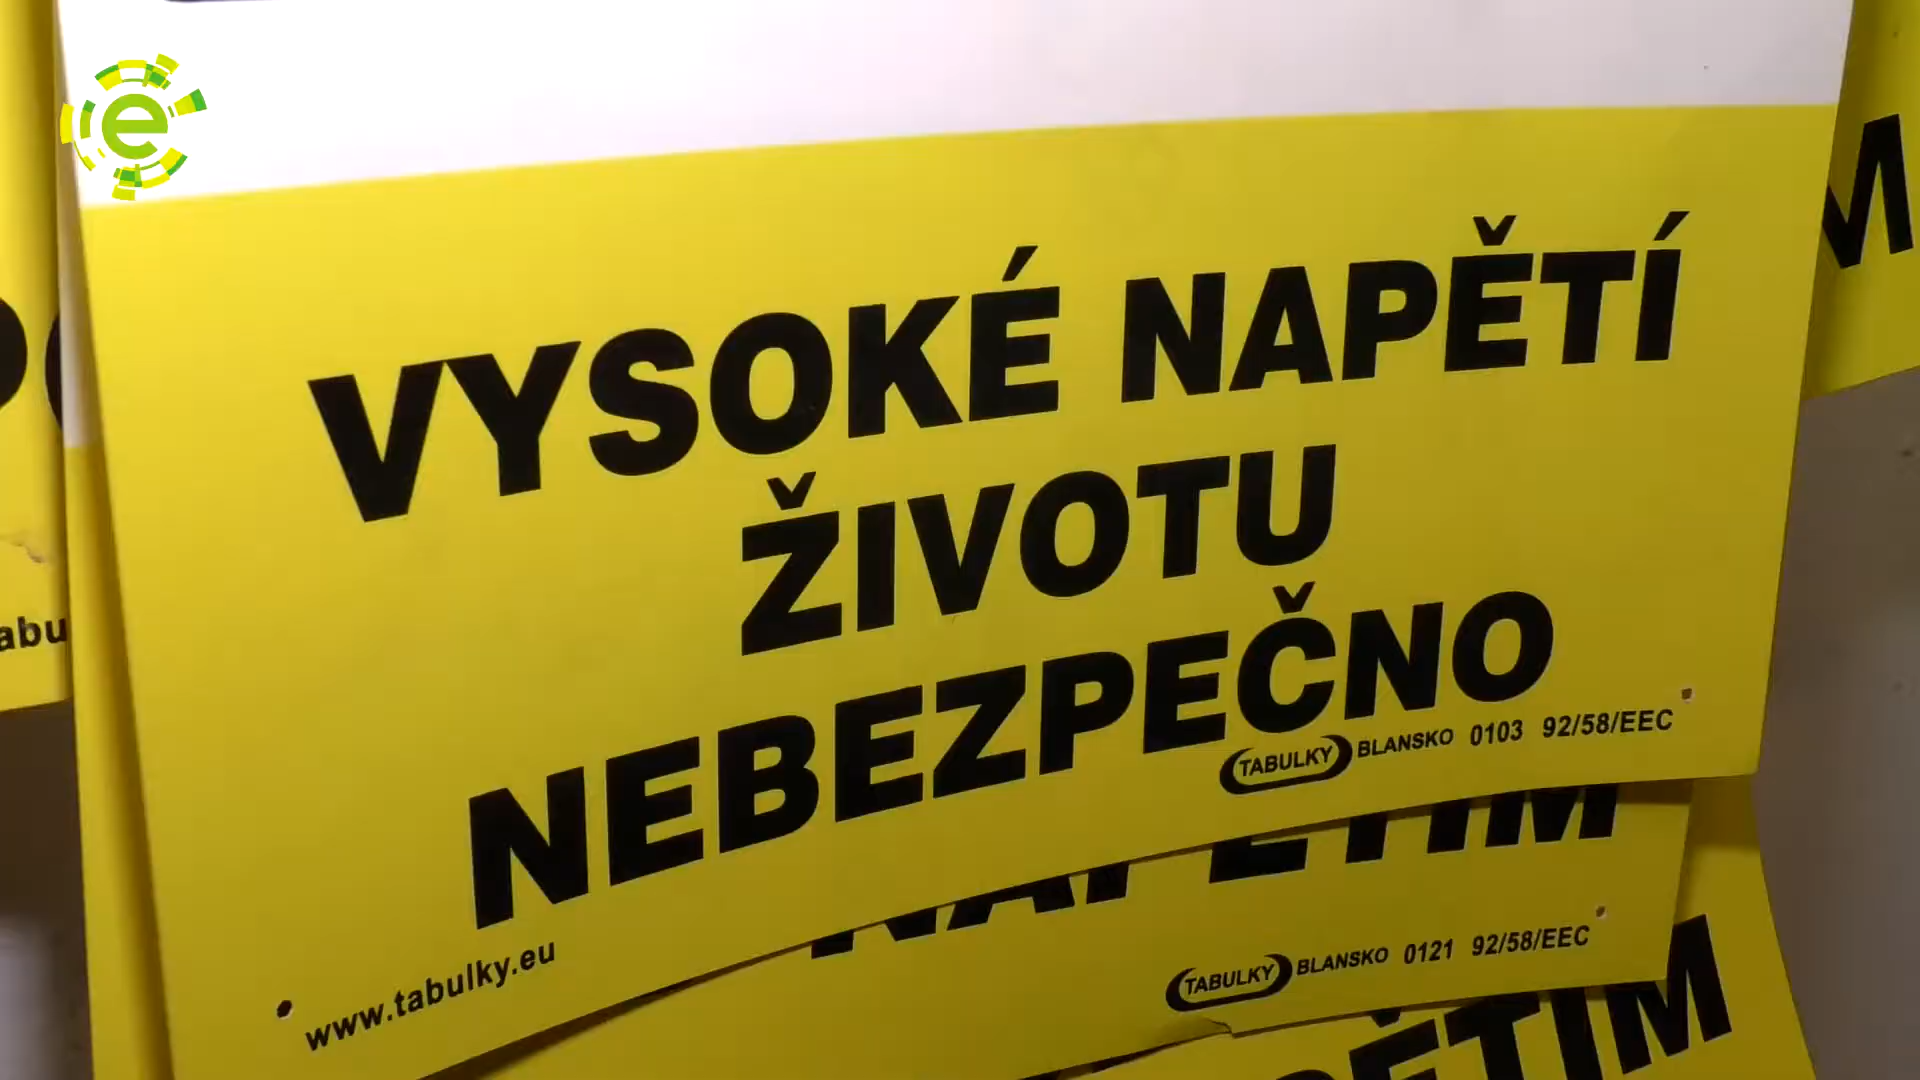 e
VYSOKÉ NAPĚTÍ
ŽIVOTU
NEBEZPEČNO
TABULKY BLANSKO 0103 92/58/EEC
www.tabulky.eu
TABULKY BLANSKO 0121 92/58/EEC